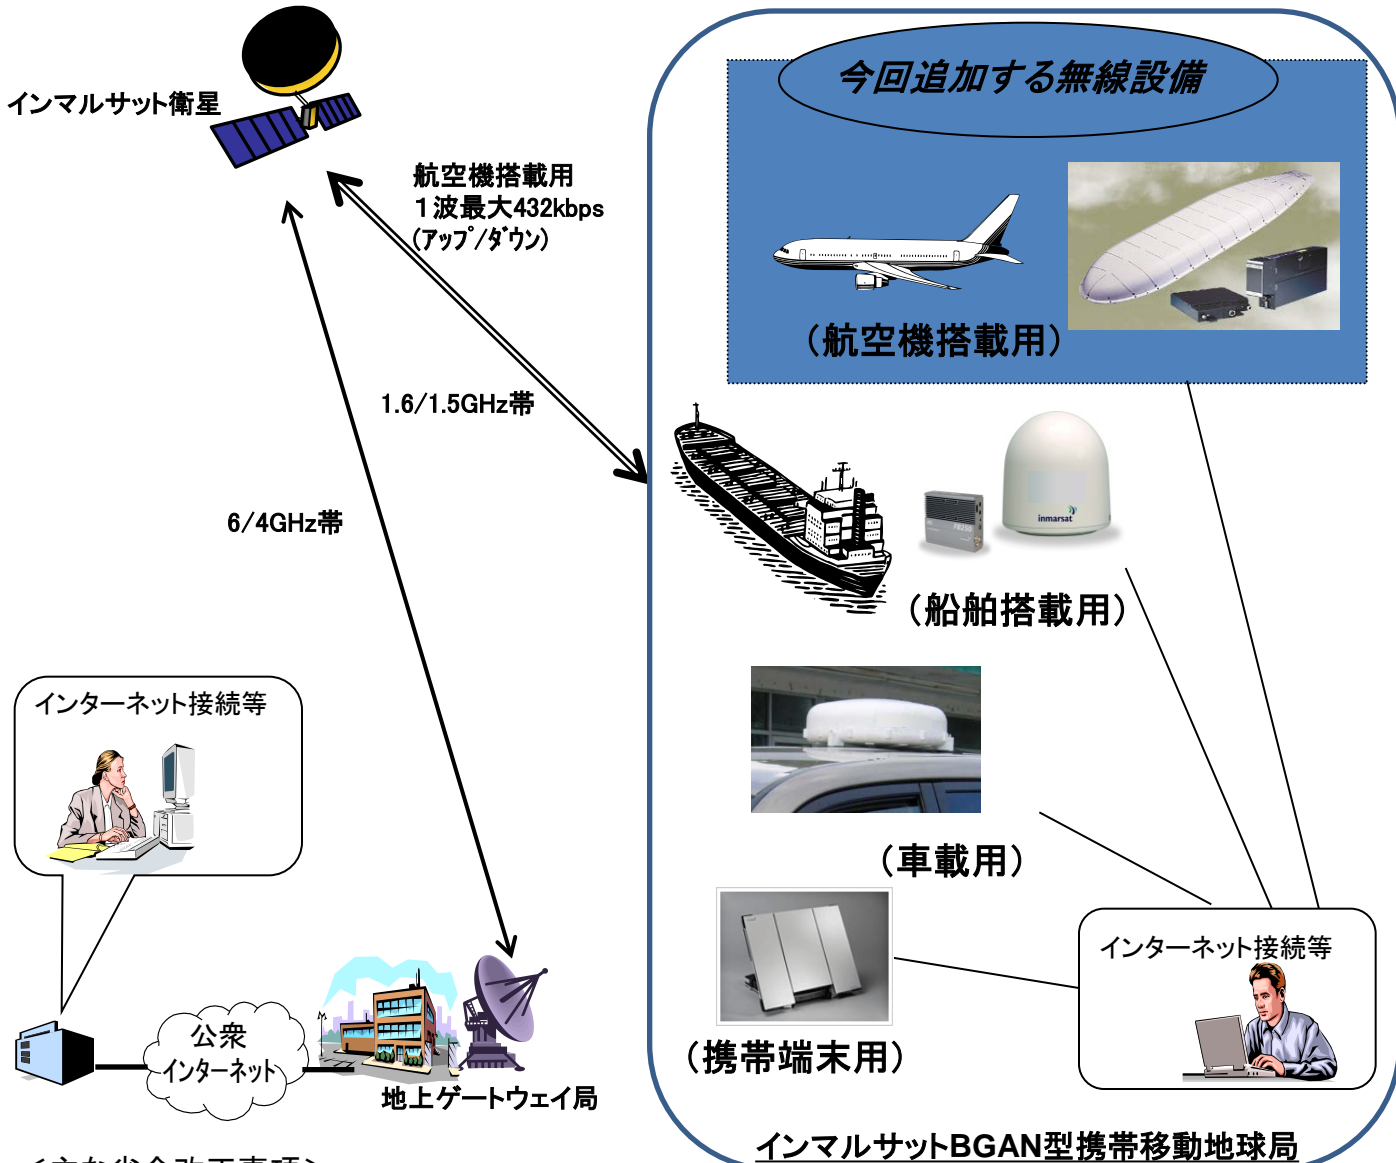 インマルサット衛星
航空機搭載用
１波最大432kbps
(アップ/ダウン)
1.6/1.5GHz帯
6/4GHz帯
今回追加する無線設備
（航空機搭載用）
inmarsat
（船舶搭載用）
（車載用）
（携帯端末用）
インターネット接続等
インターネット接続等
公衆
インターネット
地上ゲートウェイ局
インマルサットBGAN型携帯移動地球局